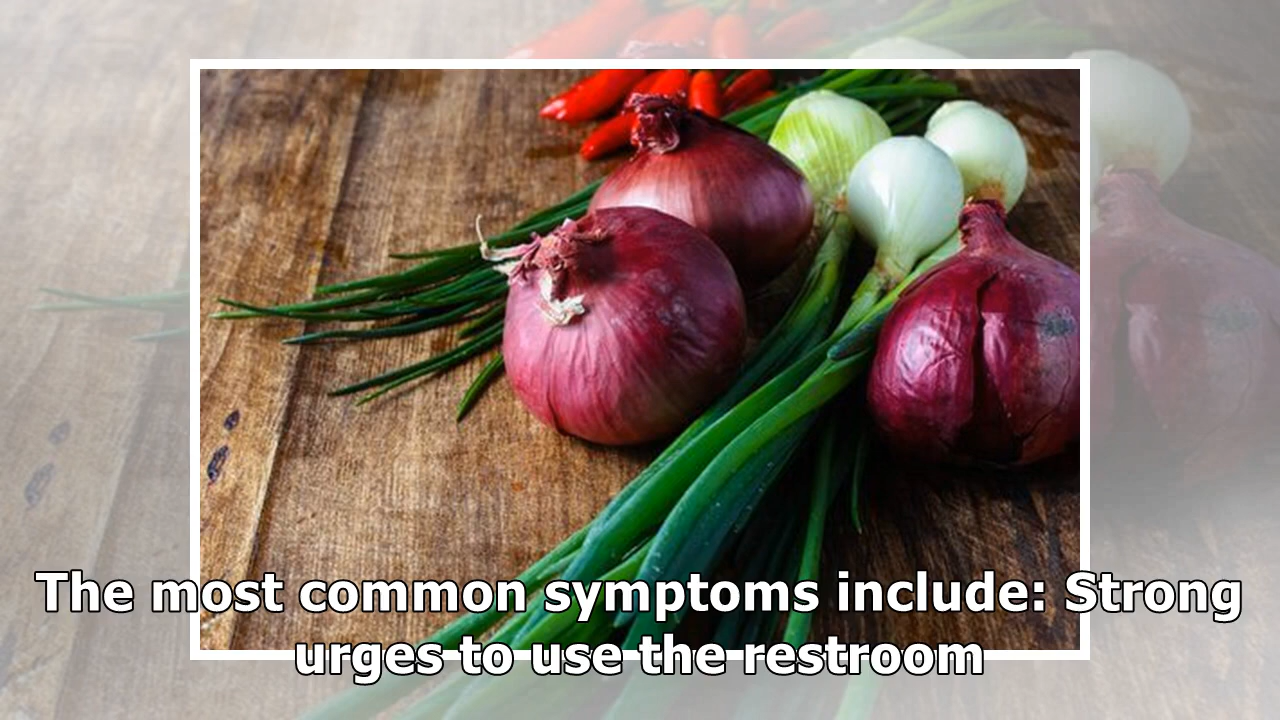 The most common symptoms include: Strong
urges to use the restroom